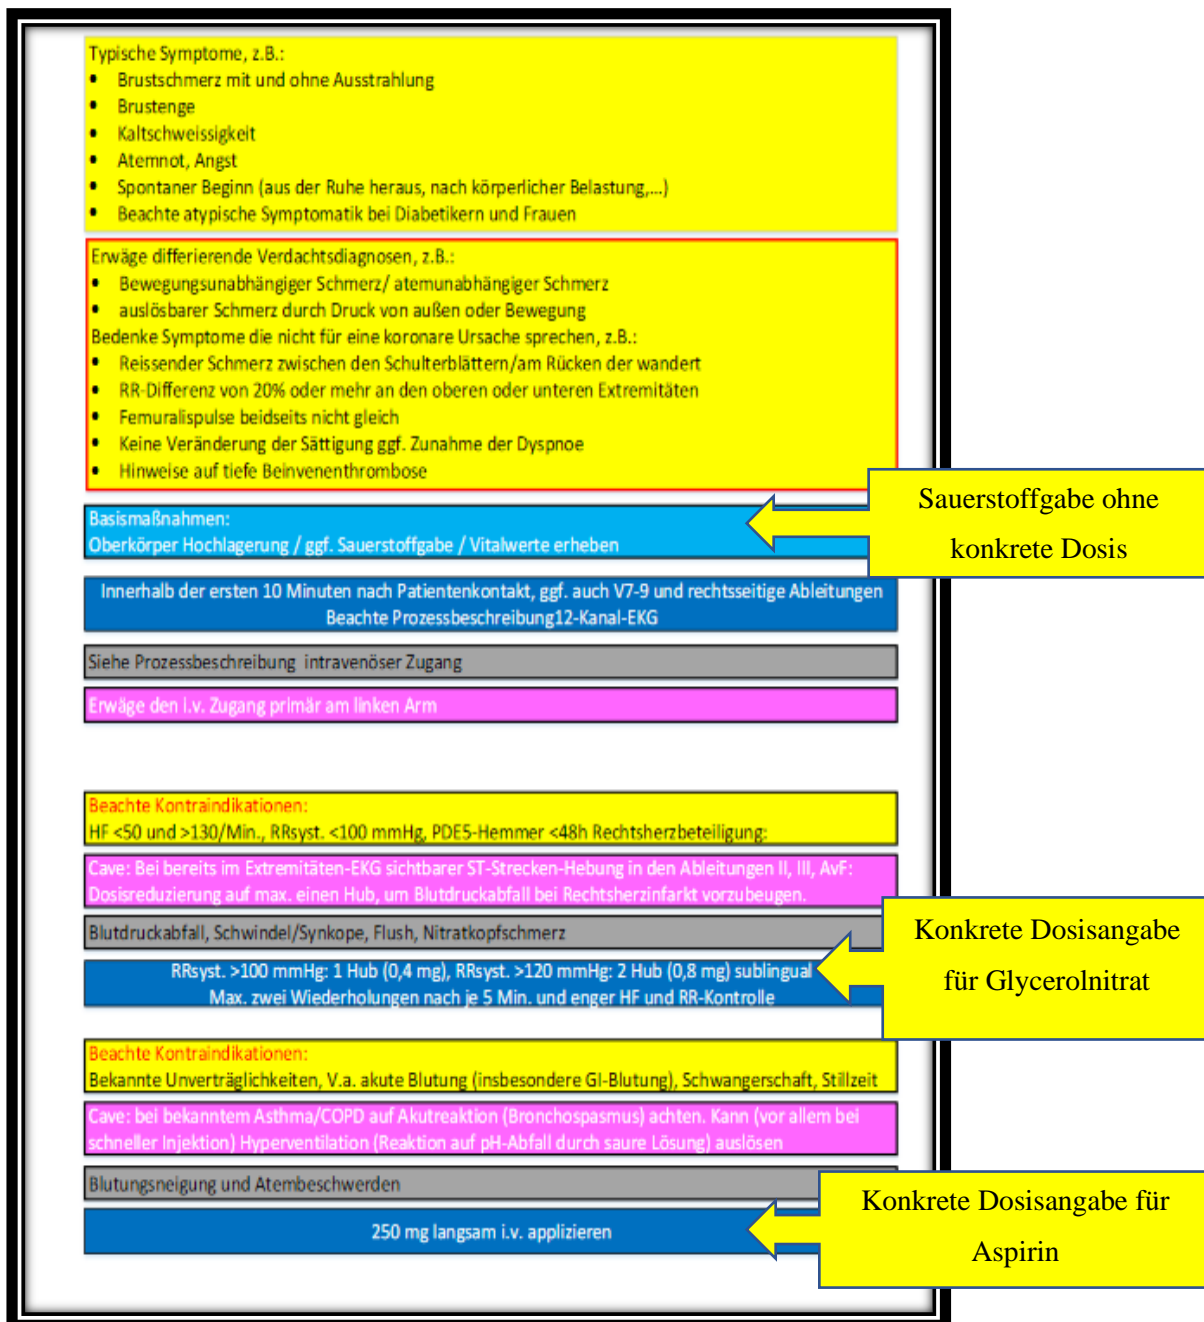 Typische Symptome, z.B.:
• Brustschmerz mit und ohne Ausstrahlung
• Brustenge
• Kaltschweissigkeit
• Atemnot, Angst
• Spontaner Beginn (aus der Ruhe heraus, nach körperlicher Belastung,...)
• Beachte atypische Symptomatik bei Diabetikern und Frauen
Erwäge differierende Verdachtsdiagnosen, z.B.:
• Bewegungsunabhängiger Schmerz/ atemunabhängiger Schmerz
• auslösbarer Schmerz durch Druck von außen oder Bewegung
Bedenke Symptome die nicht für eine koronare Ursache sprechen, z.B.:
• Reissender Schmerz zwischen den Schulterblättern/am Rücken der wandert
• RR-Differenz von 20% oder mehr an den oberen oder unteren Extremitäten
• Femuralispulse beidseits nicht gleich
• Keine Veränderung der Sättigung ggf. Zunahme der Dyspnoe
• Hinweise auf tiefe Beinvenenthrombose
Sauerstoffgabe ohne
konkrete Dosis
Basismaßnahmen:
Oberkörper Hochlagerung / ggf. Sauerstoffgabe / Vitalwerte erheben
Innerhalb der ersten 10 Minuten nach Patientenkontakt, ggf. auch V7-9 und rechtsseitige Ableitungen
Beachte Prozessbeschreibung12-Kanal-EKG
Siehe Prozessbeschreibung intravenöser Zugang
Erwäge den i.v. Zugang primär am linken Arm
Beachte Kontraindikationen:
HF <50 und >130/Min., RRsyst. <100 mmHg, PDE5-Hemmer <48h Rechtsherzbeteiligung:
Cave: Bei bereits im Extremitäten-EKG sichtbarer ST-Strecken-Hebung in den Ableitungen II, III, AvF:
Dosisreduzierung auf max. einen Hub, um Blutdruckabfall bei Rechtsherzinfarkt vorzubeugen.
Blutdruckabfall, Schwindel/Synkope, Flush, Nitratkopfschmerz
Konkrete Dosisangabe
für Glycerolnitrat
RRsyst. >100 mmHg: 1 Hub (0,4 mg), RRsyst. >120 mmHg: 2 Hub (0,8 mg) sublingual
Max. zwei Wiederholungen nach je 5 Min. und enger HF und RR-Kontrolle
Beachte Kontraindikationen:
Bekannte Unverträglichkeiten, V.a. akute Blutung (insbesondere GI-Blutung), Schwangerschaft, Stillzeit
Cave: bei bekanntem Asthma/COPD auf Akutreaktion (Bronchospasmus) achten. Kann (vor allem bei
schneller Injektion) Hyperventilation (Reaktion auf pH-Abfall durch saure Lösung) auslösen
Blutungsneigung und Atembeschwerden
Konkrete Dosisangabe für
Aspirin
250 mg langsam i.v. applizieren